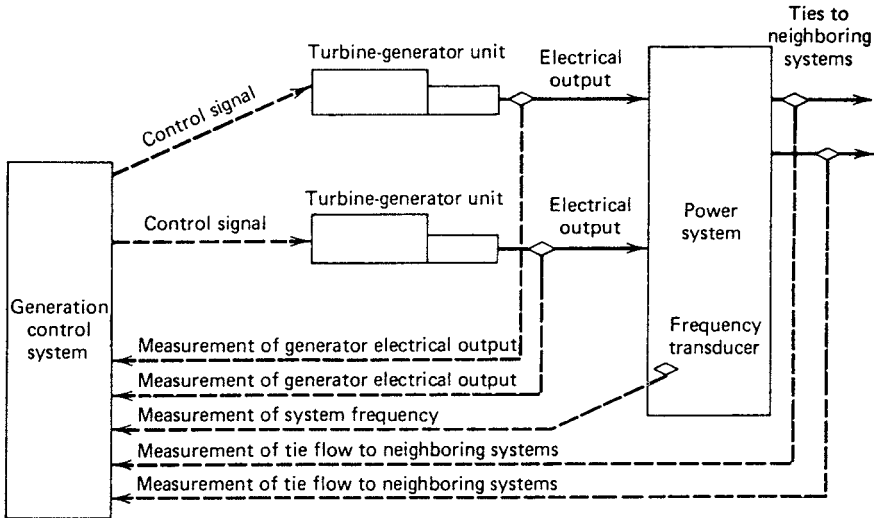 Ties to
neighboring
systems
Turbine-generator unit
Electrical
output
Control signal
Turbine-generator unit
Electrical
output
Control signal
Power
system
Generation
control
system
Frequency
transducer
Measurement of generator electrical output
Measurement of generator electrical output
Measurement of system frequency
Measurement of tie flow to neighboring systems
Measurement of tie flow to neighboring systems